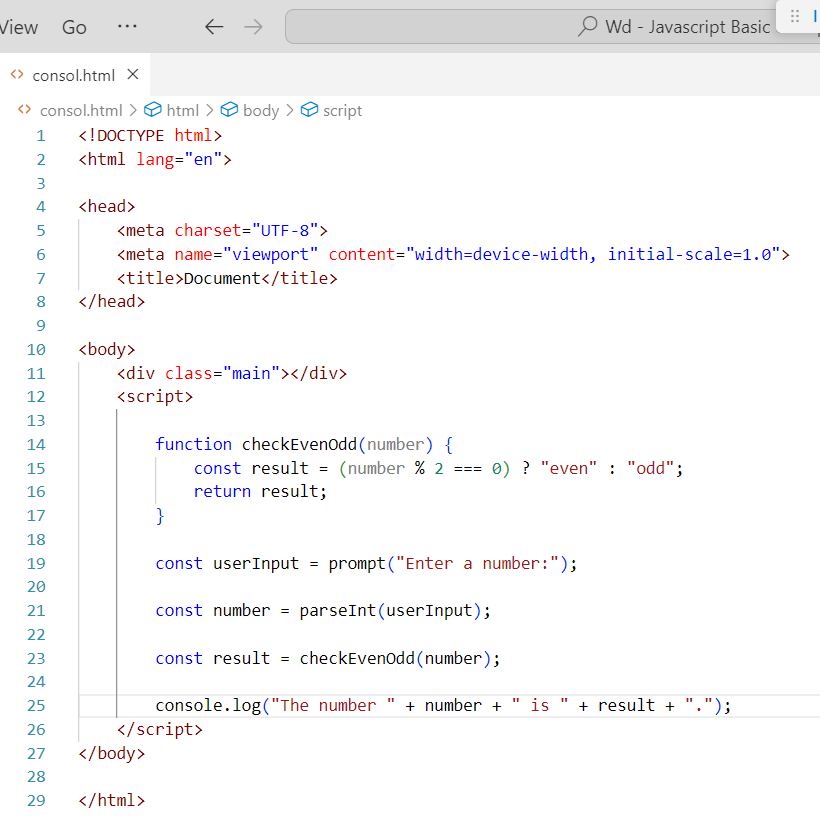 View Go ··· ← → Wd - Javascript Basic
<> consol.html ×
<> consol.html > html > body > script
1 <!DOCTYPE html>
2 <html lang="en">
3
4 <head>
5     <meta charset="UTF-8">
6     <meta name="viewport" content="width=device-width, initial-scale=1.0">
7     <title>Document</title>
8 </head>
9
10 <body>
11     <div class="main"></div>
12     <script>
13
14         function checkEvenOdd(number) {
15             const result = (number % 2 === 0) ? "even" : "odd";
16             return result;
17         }
18
19         const userInput = prompt("Enter a number:");
20
21         const number = parseInt(userInput);
22
23         const result = checkEvenOdd(number);
24
25         console.log("The number " + number + " is " + result + ".");
26     </script>
27 </body>
28
29 </html>